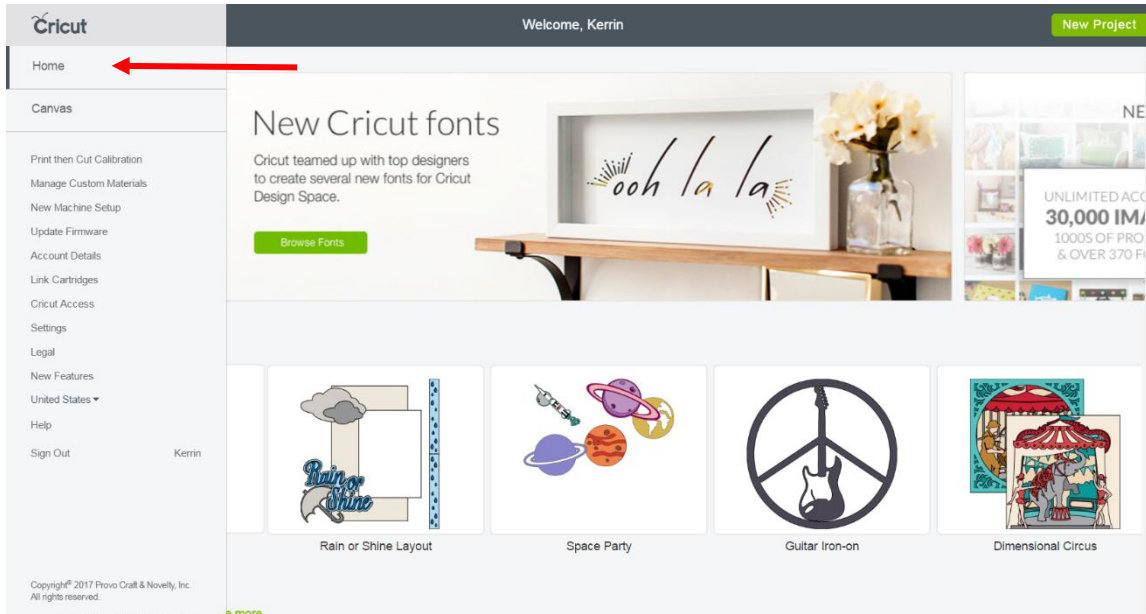 Cricut
Welcome, Kerrin
New Project
Home
Canvas
Print then Cut Calibration
Manage Custom Materials
New Machine Setup
Update Firmware
Account Details
Link Cartridges
Cricut Access
Settings
Legal
New Features
United States
Help
Sign Out Kerrin
Copyright© 2017 Provo Craft & Novelty, Inc.
All rights reserved.
New Cricut fonts
Cricut teamed up with top designers
to create several new fonts for Cricut
Design Space.
Browse Fonts
ooh la la
NE
UNLIMITED ACC
30,000 IMA
1000S OF PRO
& OVER 370 F
Rain or
Shine
Rain or Shine Layout
Space Party
Guitar Iron-on
Dimensional Circus
more